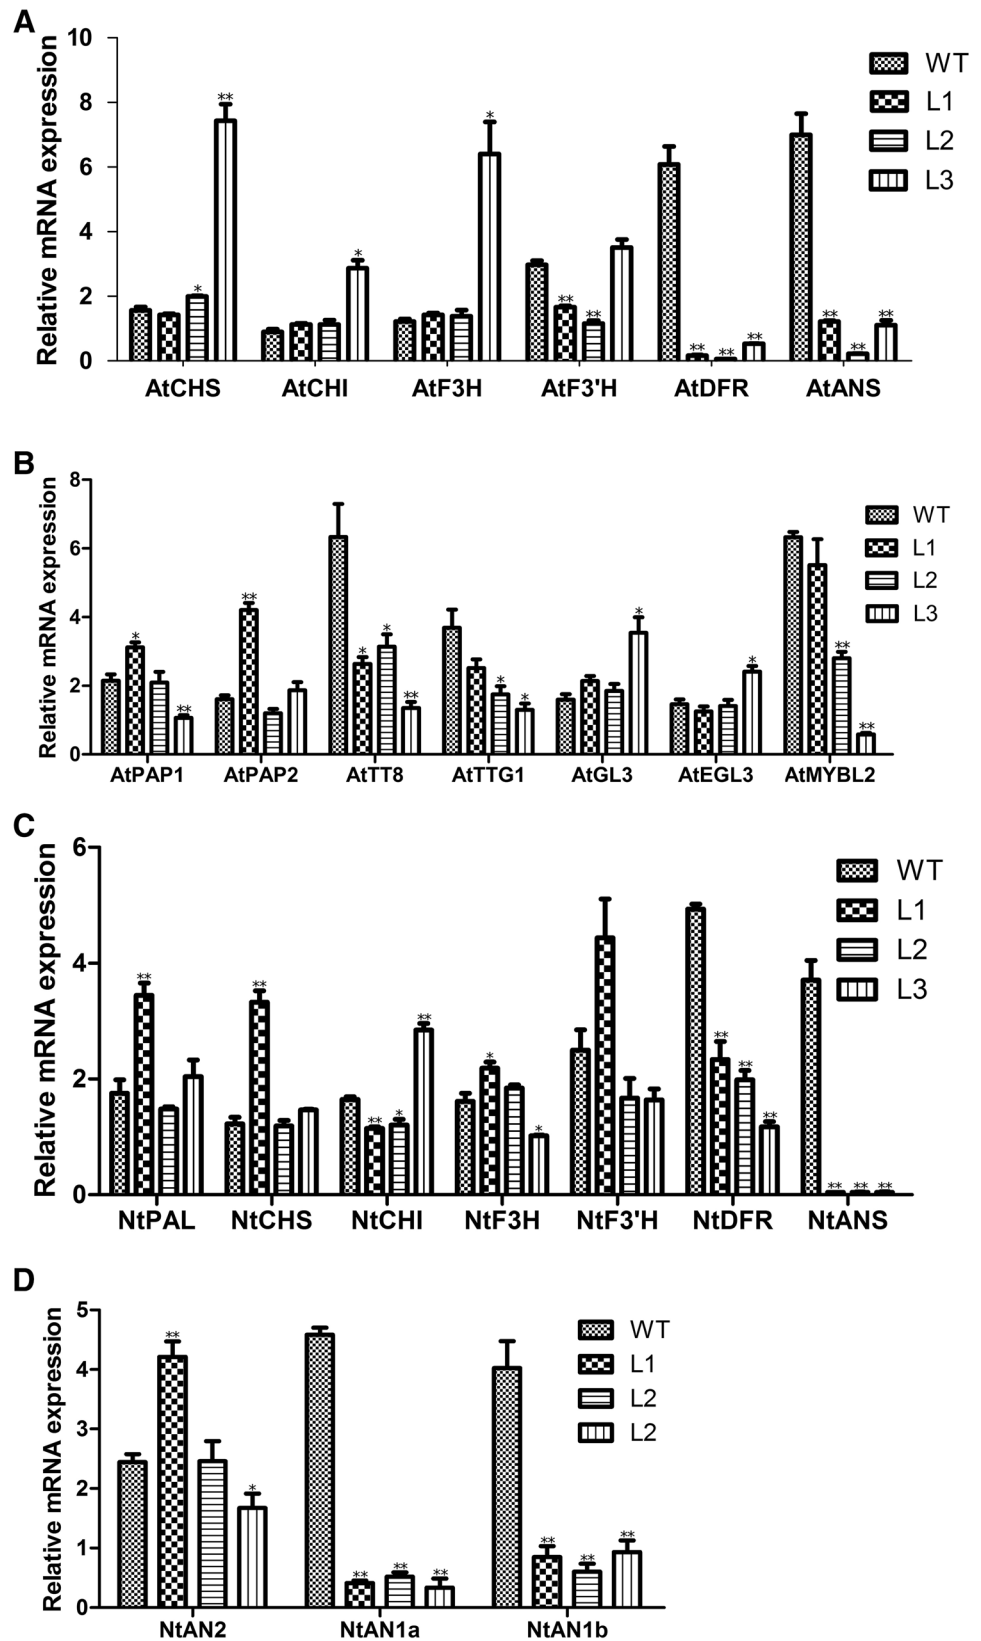 A
Relative mRNA expression
10
8
6
4
2
0
** * * * ** ** ** ** ** ** ** **
AtCHS AtCHI AtF3H AtF3'H AtDFR AtANS
WT
L1
L2
L3
B
Relative mRNA expression
8
6
4
2
0
* ** ** * * ** * * * * ** **
AtPAP1 AtPAP2 AtTT8 AtTTG1 AtGL3 AtEGL3 AtMYBL2
WT
L1
L2
L3
C
Relative mRNA expression
6
4
2
0
** ** ** * ** * * ** ** ** ** ** **
NtPAL NtCHS NtCHI NtF3H NtF3'H NtDFR NtANS
WT
L1
L2
L3
D
Relative mRNA expression
5
4
3
2
1
0
** * ** ** ** ** ** **
NtAN2 NtAN1a NtAN1b
WT
L1
L2
L2